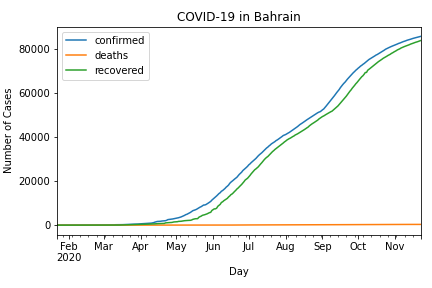 COVID-19 in Bahrain
confirmed
deaths
recovered
Number of Cases
80000
60000
40000
20000
0
Feb Mar Apr May Jun Jul Aug Sep Oct Nov
2020
Day